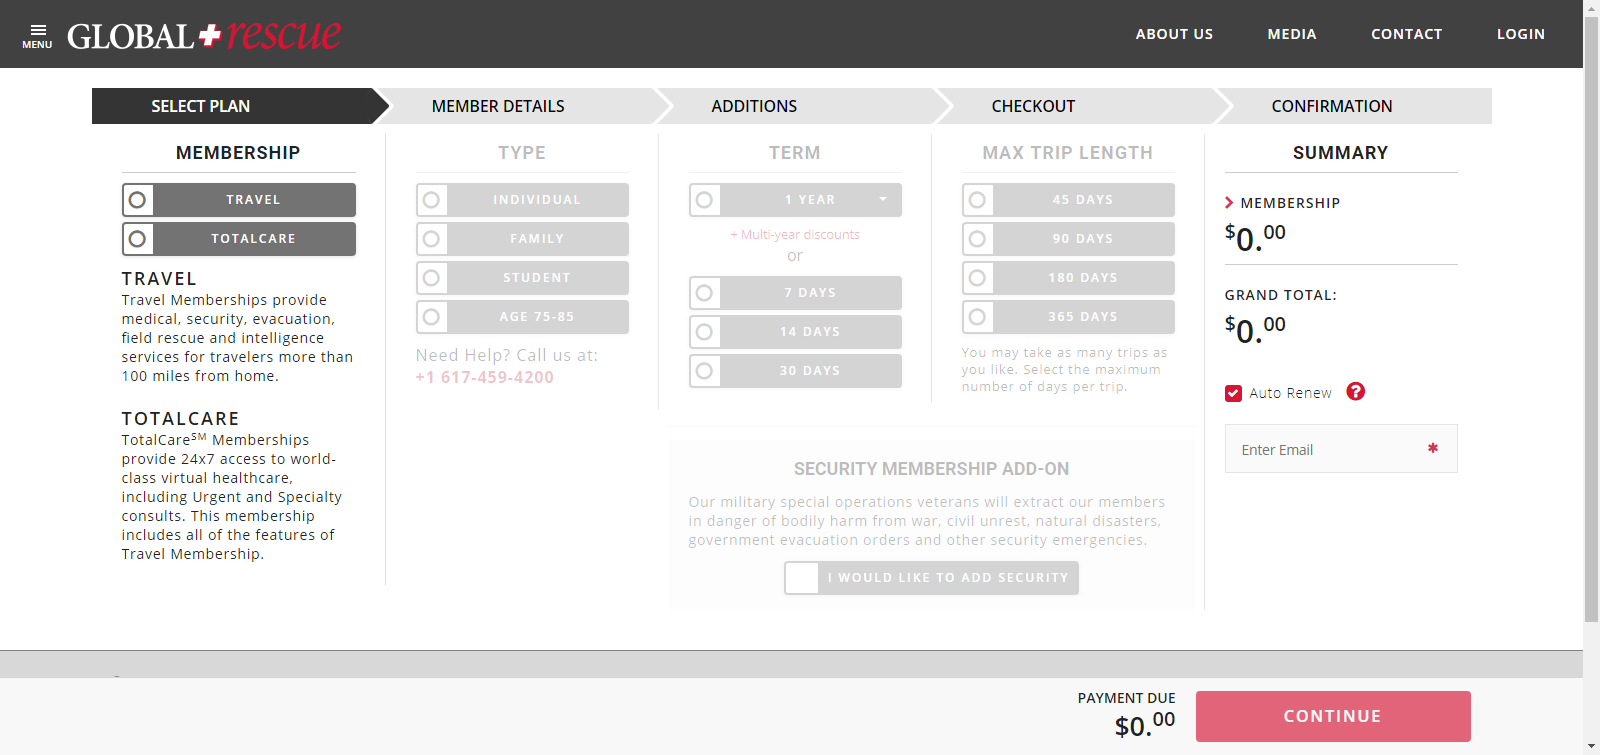 MENU
GLOBAL rescue
ABOUT US
MEDIA
CONTACT
LOGIN
SELECT PLAN
MEMBER DETAILS
ADDITIONS
CHECKOUT
CONFIRMATION
MEMBERSHIP
TRAVEL
TOTALCARE
TRAVEL
Travel Memberships provide
medical, security, evacuation,
field rescue and intelligence
services for travelers more than
100 miles from home.
TOTALCARE
TotalCareSM Memberships
provide 24x7 access to world-
class virtual healthcare,
including Urgent and Specialty
consults. This membership
includes all of the features of
Travel Membership.
TYPE
INDIVIDUAL
FAMILY
STUDENT
AGE 75-85
Need Help? Call us at:
+1 617-459-4200
TERM
1 YEAR
+ Multi-year discounts
or
7 DAYS
14 DAYS
30 DAYS
MAX TRIP LENGTH
45 DAYS
90 DAYS
180 DAYS
365 DAYS
You may take as many trips as
you like. Select the maximum
number of days per trip.
SECURITY MEMBERSHIP ADD-ON
Our military special operations veterans will extract our members
in danger of bodily harm from war, civil unrest, natural disasters,
government evacuation orders and other security emergencies.
I WOULD LIKE TO ADD SECURITY
SUMMARY
MEMBERSHIP
$0.00
GRAND TOTAL:
$0.00
Auto Renew ?
Enter Email *
PAYMENT DUE
$0.00
CONTINUE